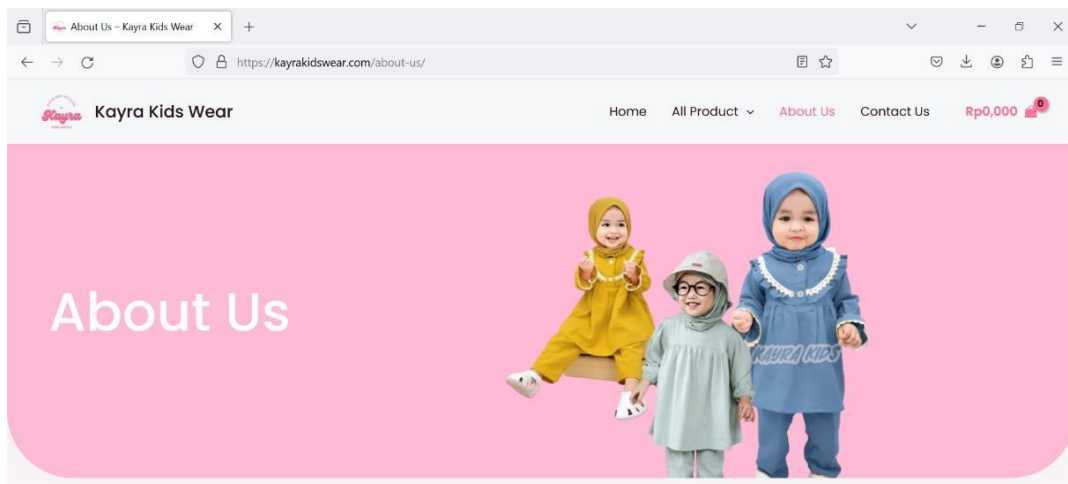 About Us – Kayra Kids Wear
https://kayrakidswear.com/about-us/
Kayra
Kayra Kids Wear
Home All Product About Us Contact Us Rp0,000 0
About Us
KAYRA KIDS